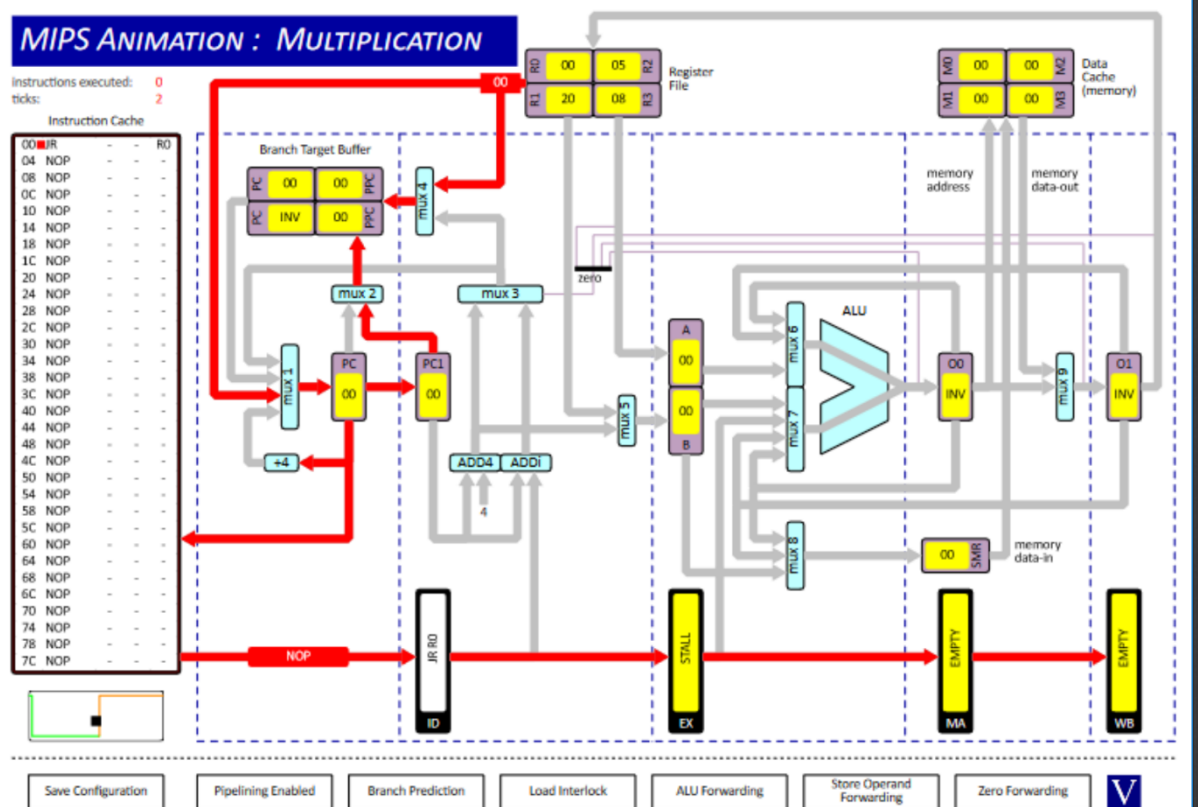 MIPS ANIMATION : MULTIPLICATION
instructions executed: 0
ticks: 2
Instruction Cache
00 JR - - R0
04 NOP - - -
08 NOP - - -
0C NOP - - -
10 NOP - - -
14 NOP - - -
18 NOP - - -
1C NOP - - -
20 NOP - - -
24 NOP - - -
28 NOP - - -
2C NOP - - -
30 NOP - - -
34 NOP - - -
38 NOP - - -
3C NOP - - -
40 NOP - - -
44 NOP - - -
48 NOP - - -
4C NOP - - -
50 NOP - - -
54 NOP - - -
58 NOP - - -
5C NOP - - -
60 NOP - - -
64 NOP - - -
68 NOP - - -
6C NOP - - -
70 NOP - - -
74 NOP - - -
78 NOP - - -
7C NOP - - -
00
R0 00 05 R2
R1 20 08 R3
Register
File
M0 00 00 M2
M1 00 00 M3
Data
Cache
(memory)
Branch Target Buffer
PC 00 00 PPC
PC INV 00 PPC
mux 4
memory
address
memory
data-out
zero
mux 2
mux 3
mux 1
PC
00
PC1
00
+4
ADD4
ADDi
4
A
00
00
B
mux 5
mux 6
mux 7
ALU
O0
INV
mux 9
O1
INV
mux 8
00 SMR
memory
data-in
NOP
JR R0
ID
STALL
EX
EMPTY
MA
EMPTY
WB
Save Configuration
Pipelining Enabled
Branch Prediction
Load Interlock
ALU Forwarding
Store Operand
Forwarding
Zero Forwarding
V